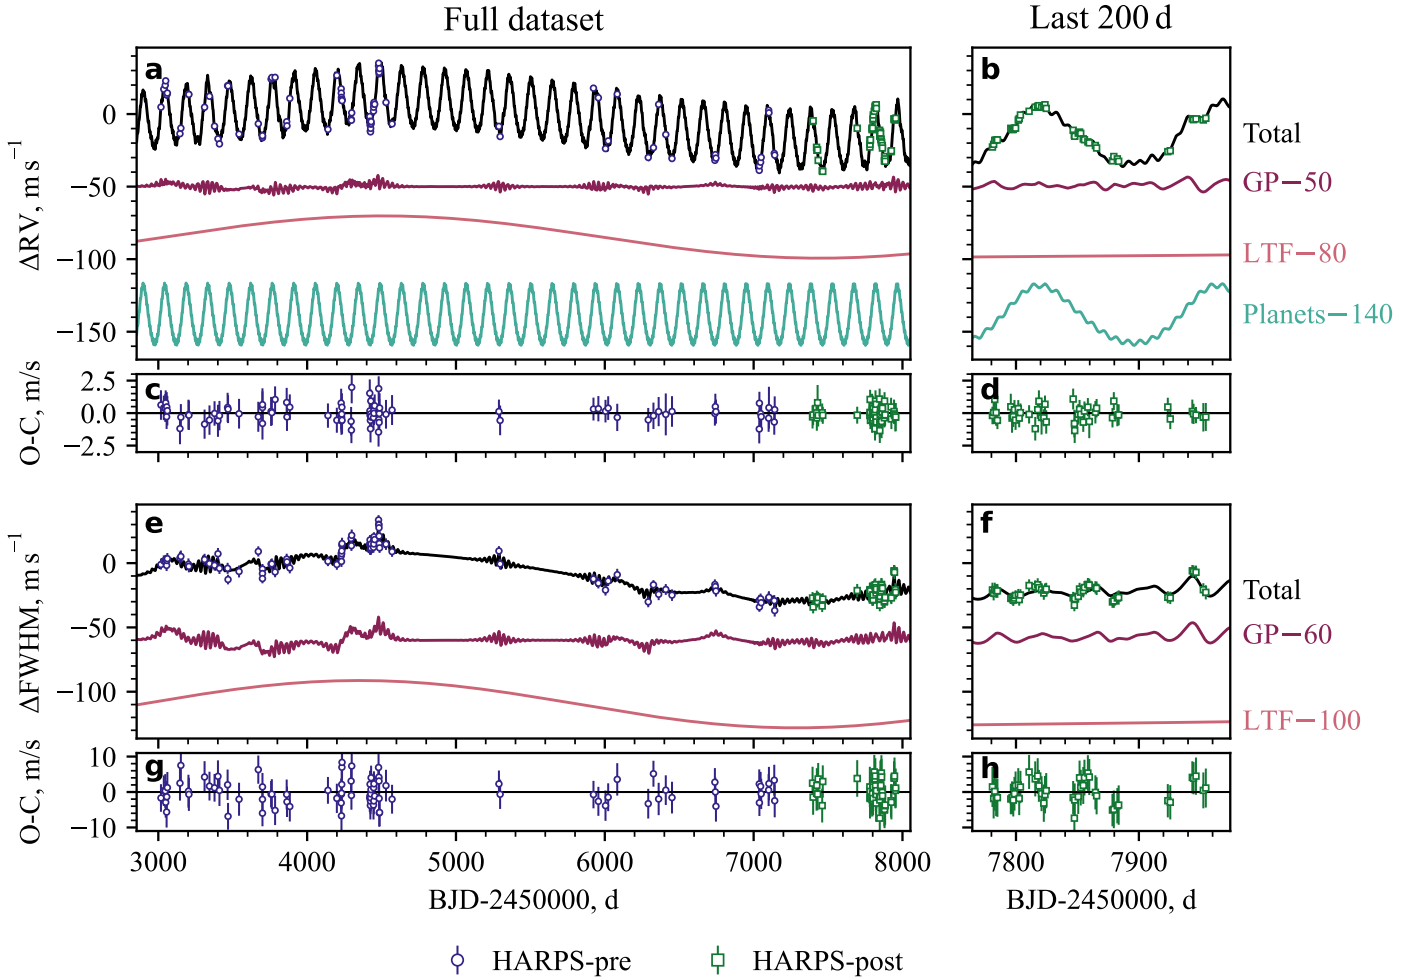 Full dataset
Last 200 d
a
b
0
−50
−100
−150
ΔRV, m s−1
Total
GP−50
LTF−80
Planets−140
c
d
2.5
0.0
−2.5
O-C, m/s
e
f
0
−50
−100
ΔFWHM, m s−1
Total
GP−60
LTF−100
g
h
10
0
−10
O-C, m/s
3000 4000 5000 6000 7000 8000
7800 7900
BJD-2450000, d
BJD-2450000, d
HARPS-pre HARPS-post